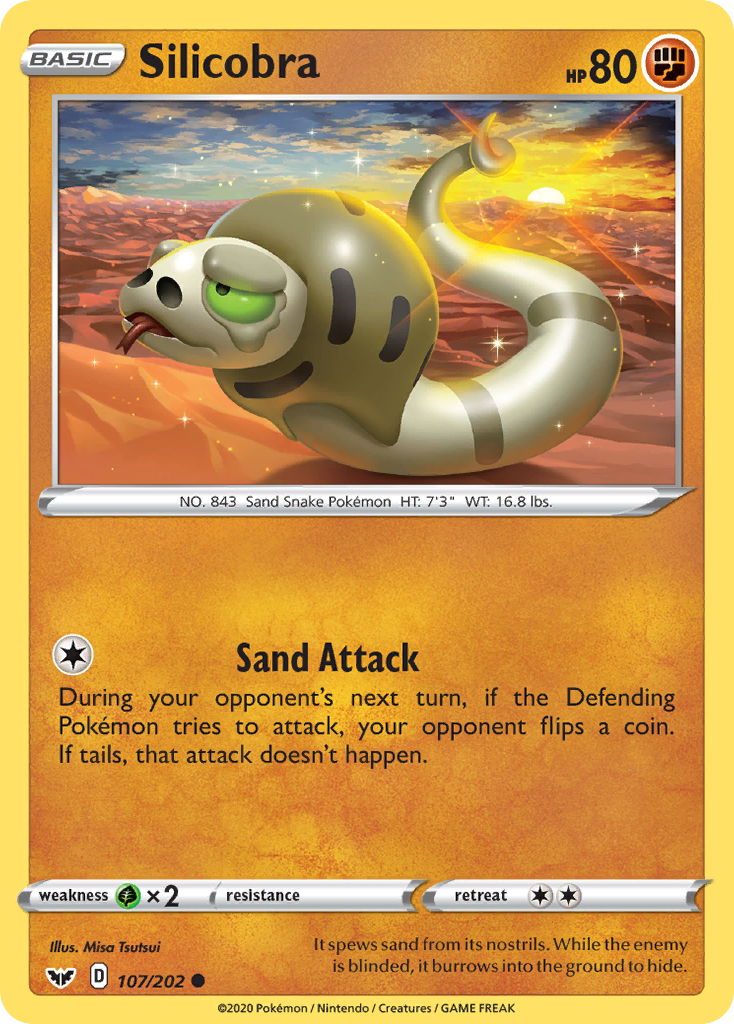 BASIC Silicobra HP 80
NO. 843 Sand Snake Pokémon HT: 7'3" WT: 16.8 lbs.
Sand Attack
During your opponent's next turn, if the Defending
Pokémon tries to attack, your opponent flips a coin.
If tails, that attack doesn't happen.
weakness ×2 resistance retreat
Illus. Misa Tsutsui
It spews sand from its nostrils. While the enemy
is blinded, it burrows into the ground to hide.
D 107/202
©2020 Pokémon / Nintendo / Creatures / GAME FREAK